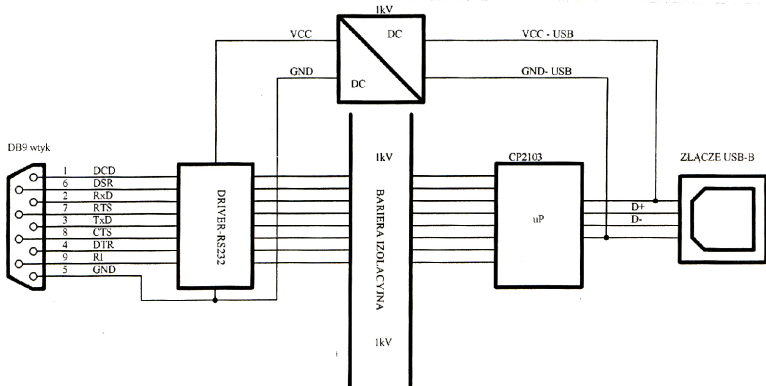 1kV
VCC
DC
VCC - USB
GND
DC
GND- USB
DB9 wtyk
1kV
CP2103
ZŁĄCZE USB-B
1 DCD
6 DSR
2 RxD
7 RTS
3 TxD
8 CTS
4 DTR
9 RI
5 GND
DRIVER-RS232
BARIERA IZOLACYJNA
uP
D+
D-
1kV